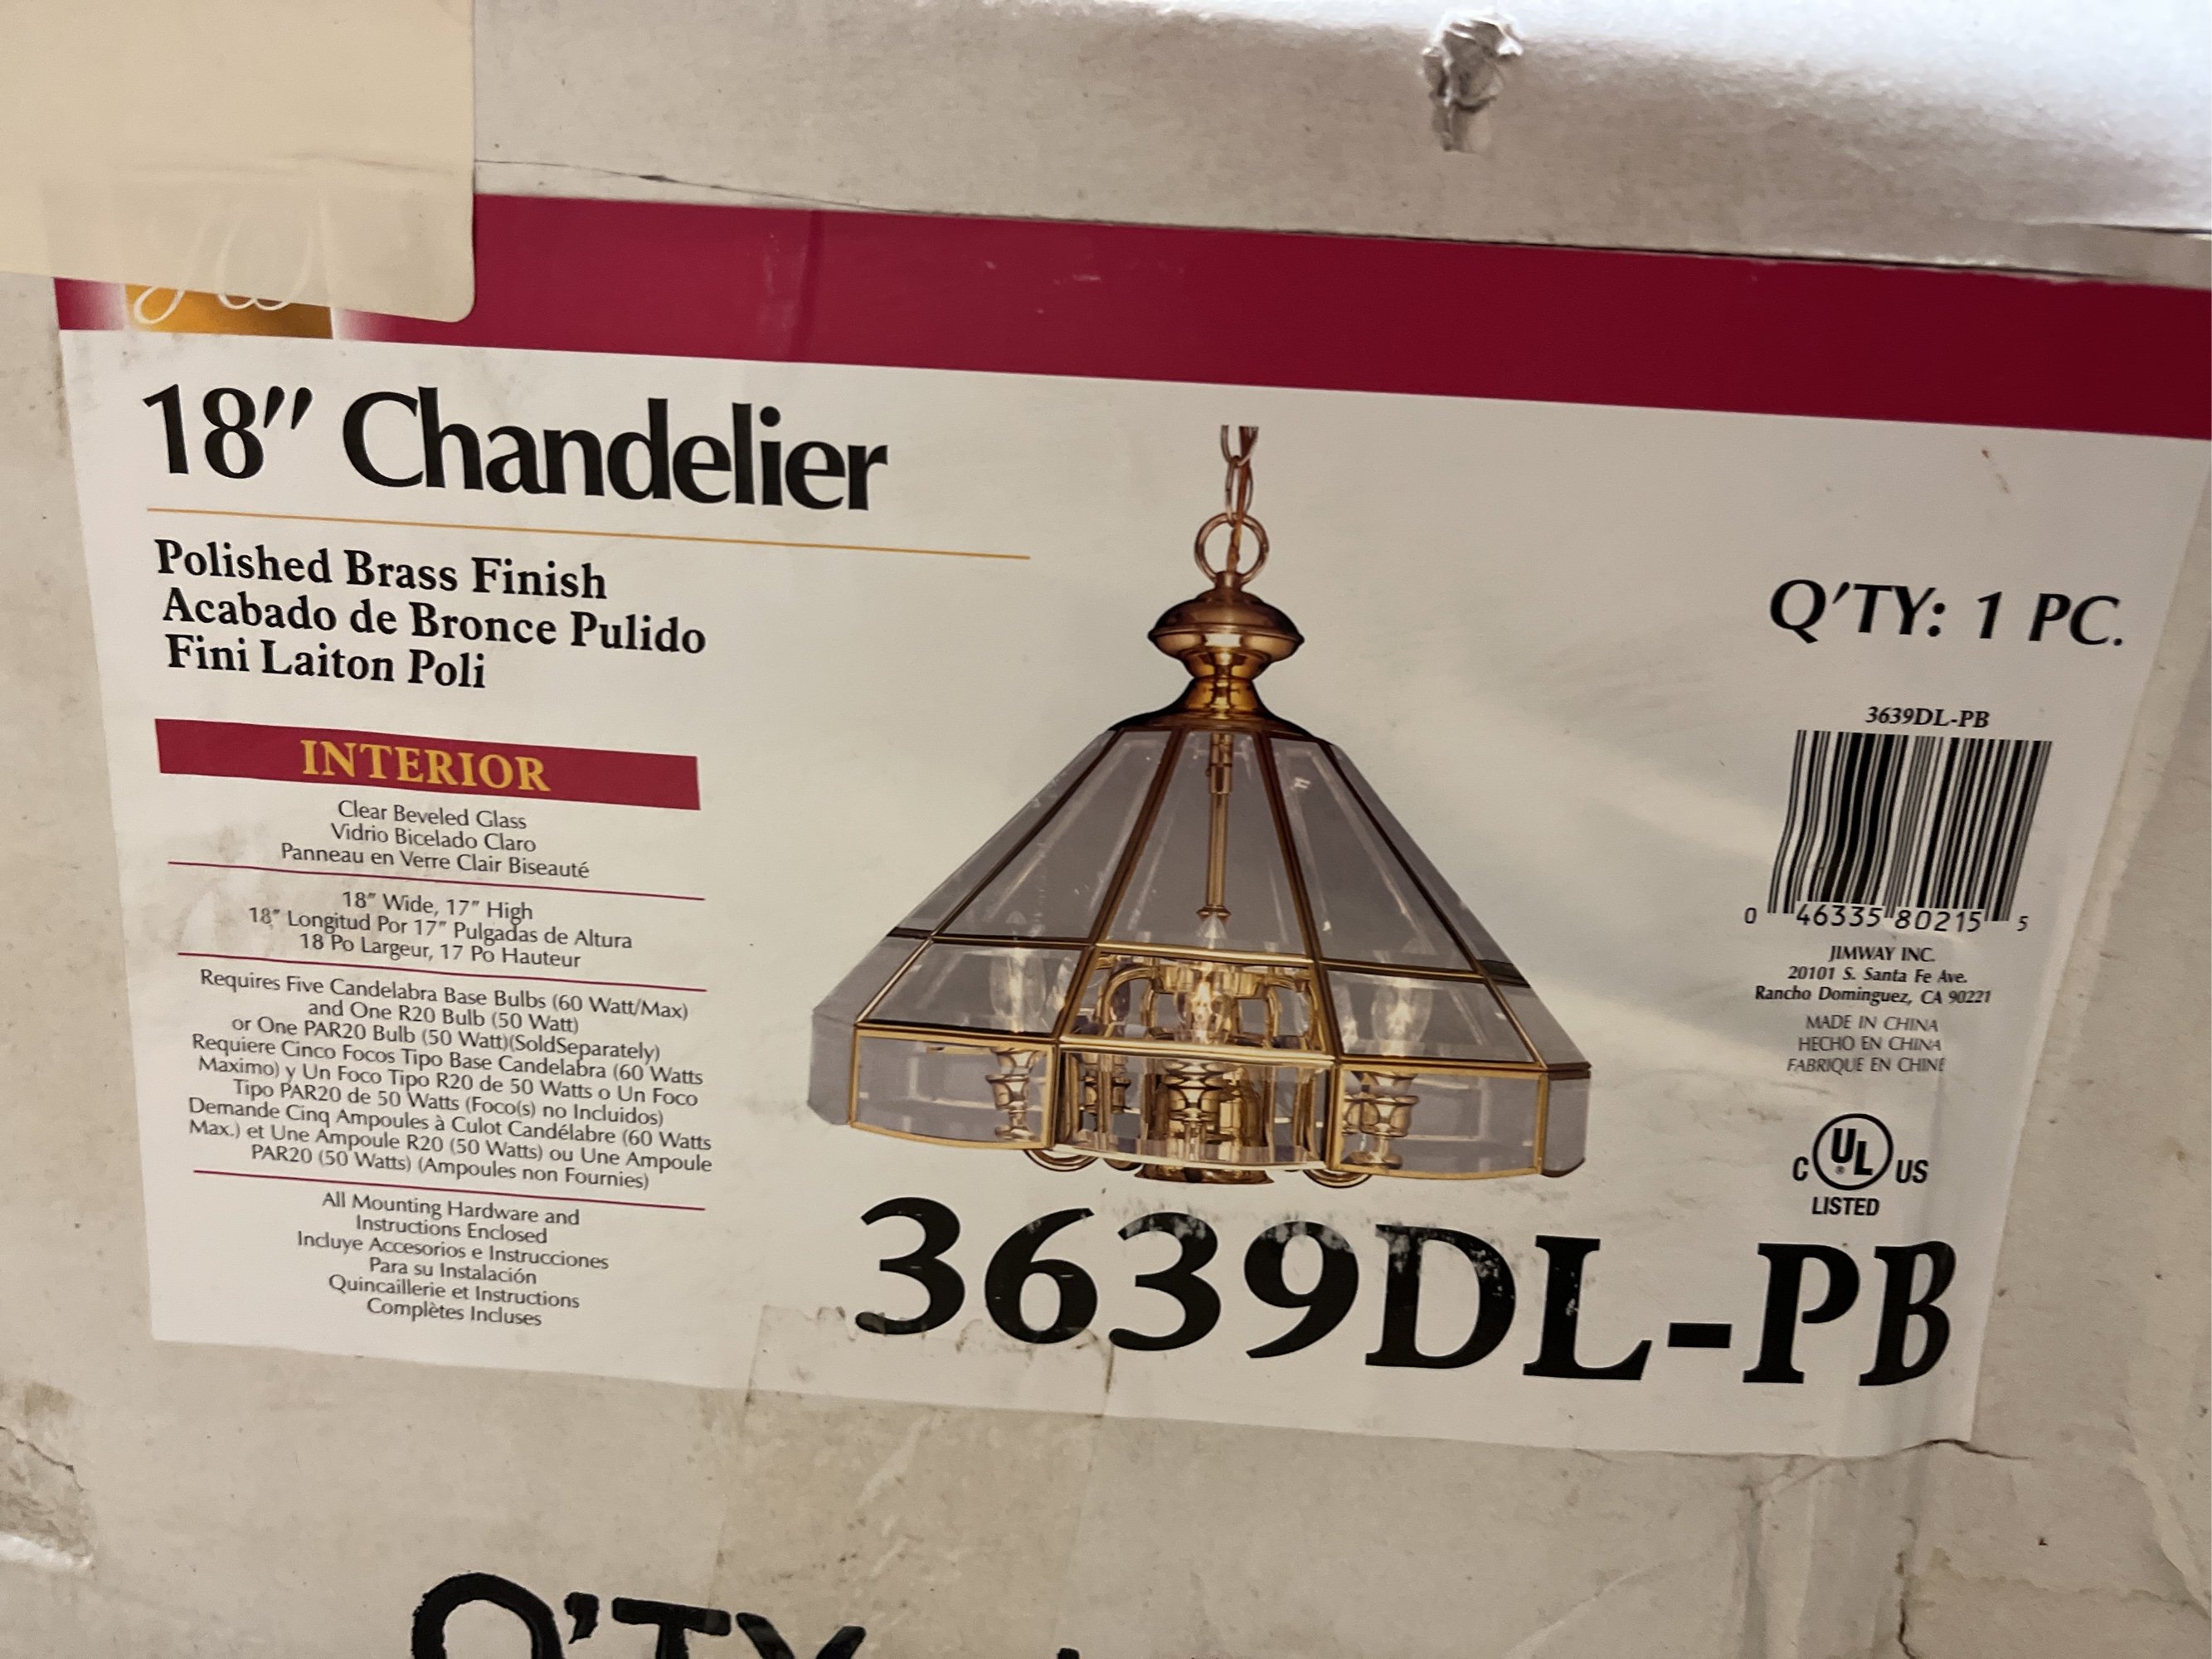 18" Chandelier
Polished Brass Finish
Acabado de Bronce Pulido
Fini Laiton Poli
INTERIOR
Clear Beveled Glass
Vidrio Bicelado Claro
Panneau en Verre Clair Biseauté
18" Wide, 17" High
18" Longitud Por 17" Pulgadas de Altura
18 Po Largeur, 17 Po Hauteur
Requires Five Candelabra Base Bulbs (60 Watt/Max)
and One R20 Bulb (50 Watt)
or One PAR20 Bulb (50 Watt)(SoldSeparately)
Requiere Cinco Focos Tipo Base Candelabra (60 Watts
Maximo) y Un Foco Tipo R20 de 50 Watts o Un Foco
Tipo PAR20 de 50 Watts (Foco(s) no Incluidos)
Demande Cinq Ampoules à Culot Candélabre (60 Watts
Max.) et Une Ampoule R20 (50 Watts) ou Une Ampoule
PAR20 (50 Watts) (Ampoules non Fournies)
All Mounting Hardware and
Instructions Enclosed
Incluye Accesorios e Instrucciones
Para su Instalación
Quincaillerie et Instructions
Complètes Incluses
Q'TY: 1 PC.
3639DL-PB
0 46335 80215 5
JIMWAY INC.
20101 S. Santa Fe Ave.
Rancho Dominguez, CA 90221
MADE IN CHINA
HECHO EN CHINA
FABRIQUE EN CHINE
C UL ® US
LISTED
3639DL-PB
Q'TY